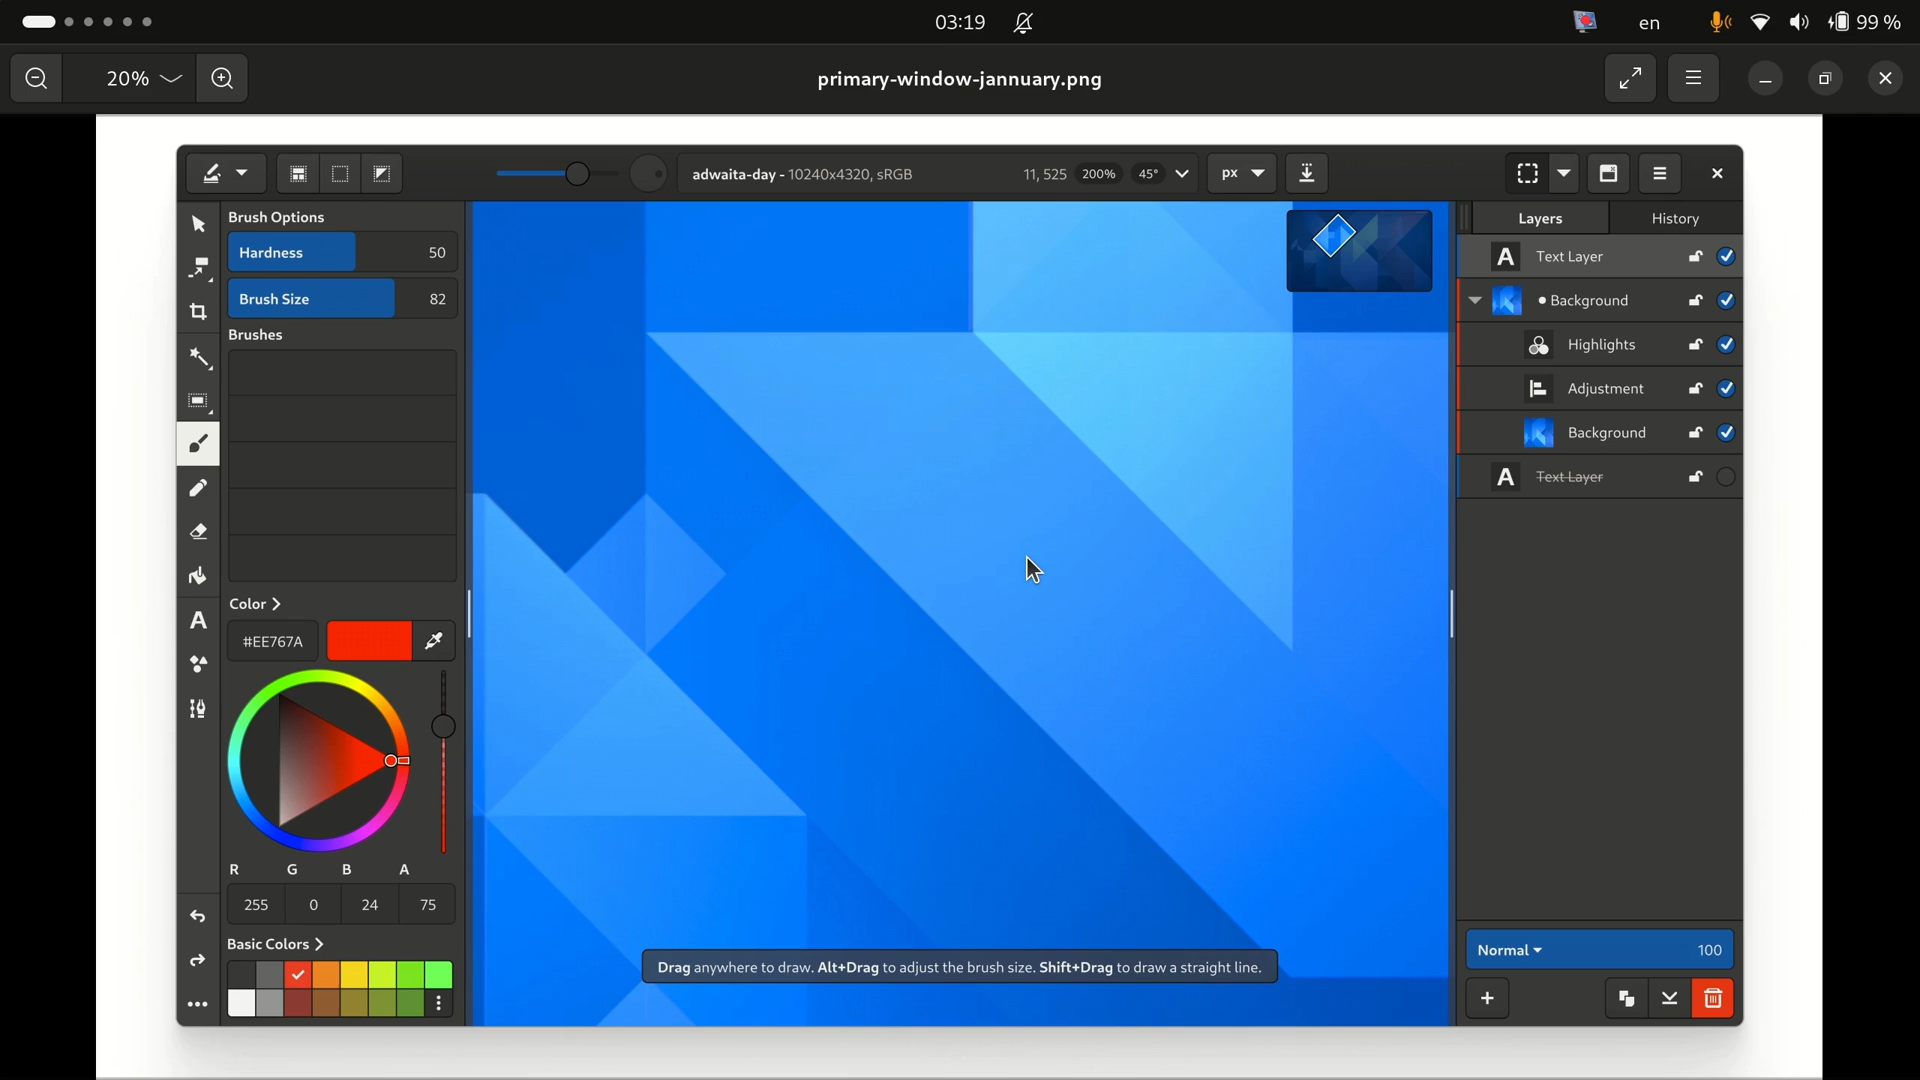 03:19
en
99 %
20%
primary-window-jannuary.png
adwaita-day - 10240x4320, sRGB
11, 525
200%
45°
px
Brush Options
Hardness 50
Brush Size 82
Brushes
Color
#EE767A
R G B A
255 0 24 75
Basic Colors
Drag anywhere to draw. Alt+Drag to adjust the brush size. Shift+Drag to draw a straight line.
Layers History
A Text Layer
Background
Highlights
Adjustment
Background
A Text Layer
Normal 100
A